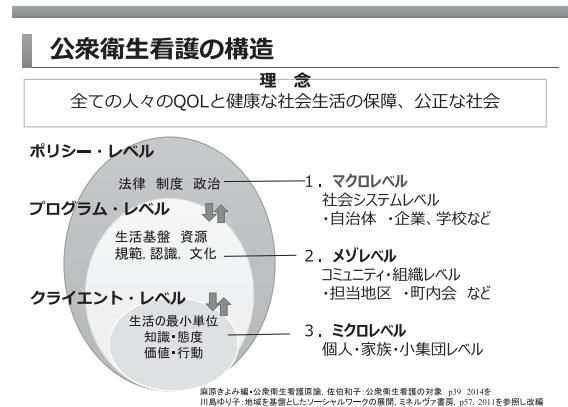 公衆衛生看護の構造
理　念
全ての人々のQOLと健康な社会生活の保障、公正な社会
ポリシー・レベル
法律　制度　政治
プログラム・レベル
生活基盤　資源
規範, 認識, 文化
クライエント・レベル
生活の最小単位
知識・態度
価値・行動
1．マクロレベル
社会システムレベル
・自治体　・企業、学校など
2．メゾレベル
コミュニティ・組織レベル
・担当地区　・町内会　など
3．ミクロレベル
個人・家族・小集団レベル
麻原きよみ編・公衆衛生看護原論, 佐伯和子：公衆衛生看護の対象　p39　2014を
川島ゆり子：地域を基盤としたソーシャルワークの展開, ミネルヴァ書房, p57, 2011を参照し改編